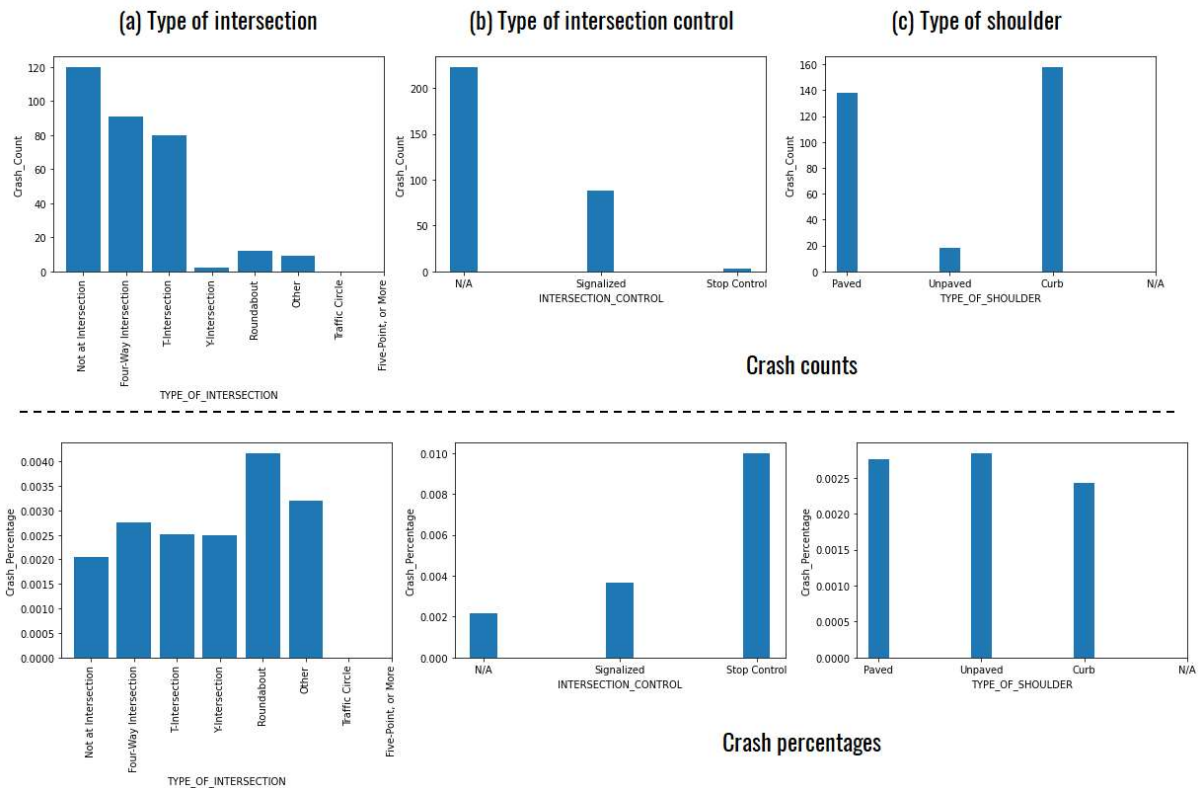 (a) Type of intersection
(b) Type of intersection control
(c) Type of shoulder
Crash_Count
120
100
80
60
40
20
0
Not at Intersection
Four-Way Intersection
T-Intersection
Y-Intersection
Roundabout
Other
Traffic Circle
Five-Point, or More
TYPE_OF_INTERSECTION
Crash_Count
200
150
100
50
0
N/A
Signalized
Stop Control
INTERSECTION_CONTROL
Crash_Count
160
140
120
100
80
60
40
20
0
Paved
Unpaved
Curb
N/A
TYPE_OF_SHOULDER
Crash counts
Crash_Percentage
0.0040
0.0035
0.0030
0.0025
0.0020
0.0015
0.0010
0.0005
0.0000
Not at Intersection
Four-Way Intersection
T-Intersection
Y-Intersection
Roundabout
Other
Traffic Circle
Five-Point, or More
TYPE_OF_INTERSECTION
Crash_Percentage
0.010
0.008
0.006
0.004
0.002
0.000
N/A
Signalized
Stop Control
INTERSECTION_CONTROL
Crash_Percentage
0.0025
0.0020
0.0015
0.0010
0.0005
0.0000
Paved
Unpaved
Curb
N/A
TYPE_OF_SHOULDER
Crash percentages